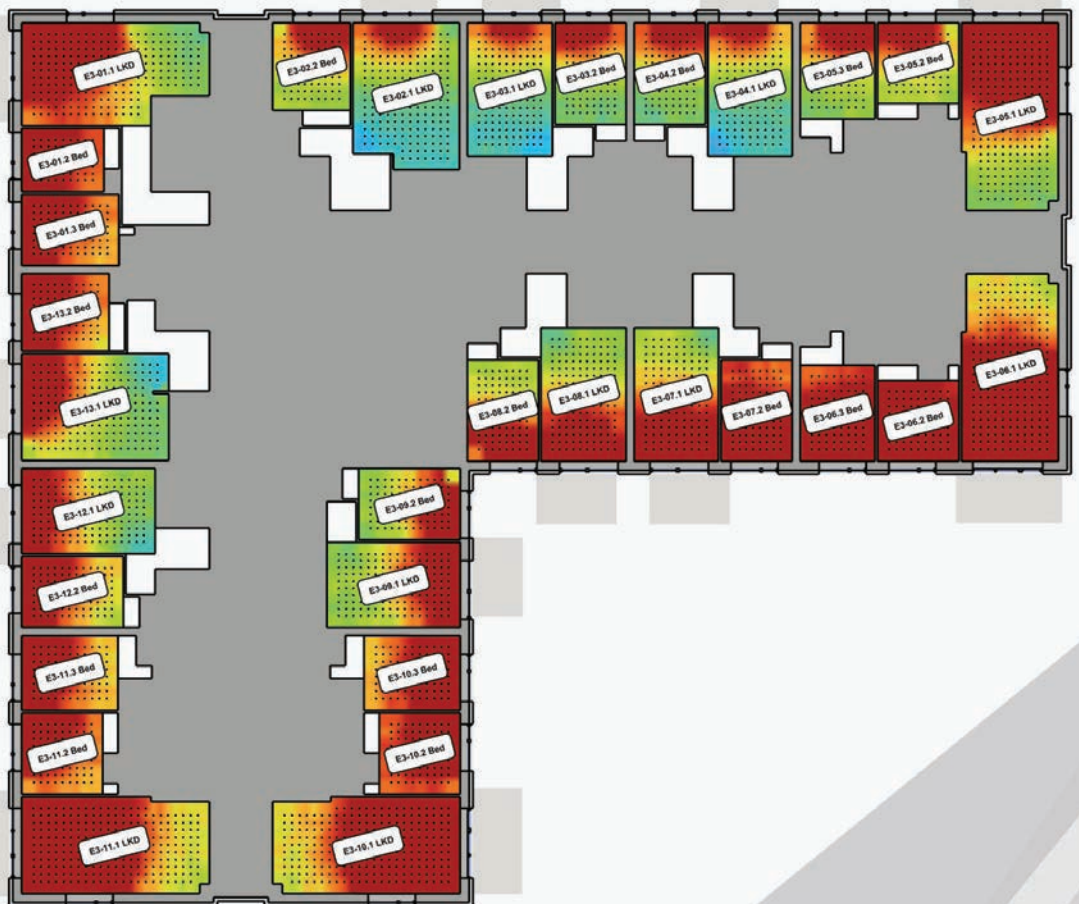 E3-01.1 LKD
E3-02.2 Bed
E3-02.1 LKD
E3-03.1 LKD
E3-03.2 Bed
E3-04.2 Bed
E3-04.1 LKD
E3-05.3 Bed
E3-05.2 Bed
E3-05.1 LKD
E3-01.2 Bed
E3-01.3 Bed
E3-13.2 Bed
E3-13.1 LKD
E3-08.2 Bed
E3-08.1 LKD
E3-07.1 LKD
E3-07.2 Bed
E3-06.3 Bed
E3-06.2 Bed
E3-06.1 LKD
E3-12.1 LKD
E3-09.2 Bed
E3-12.2 Bed
E3-09.1 LKD
E3-11.3 Bed
E3-10.3 Bed
E3-11.2 Bed
E3-10.2 Bed
E3-11.1 LKD
E3-10.1 LKD